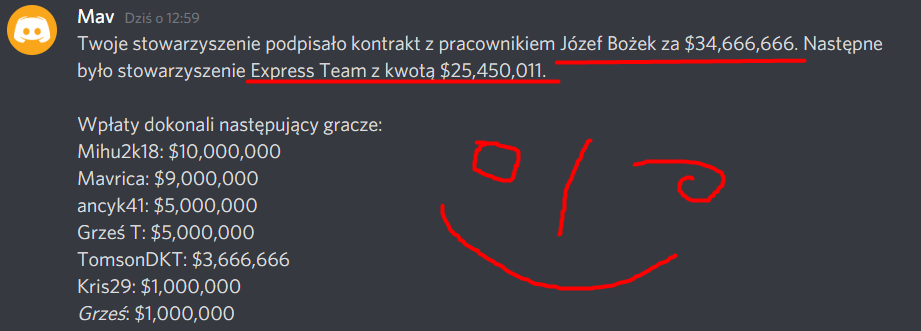 Mav Dziś o 12:59
Twoje stowarzyszenie podpisało kontrakt z pracownikiem Józef Bożek za $34,666,666. Następne
było stowarzyszenie Express Team z kwotą $25,450,011.
Wpłaty dokonali następujący gracze:
Mihu2k18: $10,000,000
Mavrica: $9,000,000
ancyk41: $5,000,000
Grześ T: $5,000,000
TomsonDKT: $3,666,666
Kris29: $1,000,000
Grześ: $1,000,000